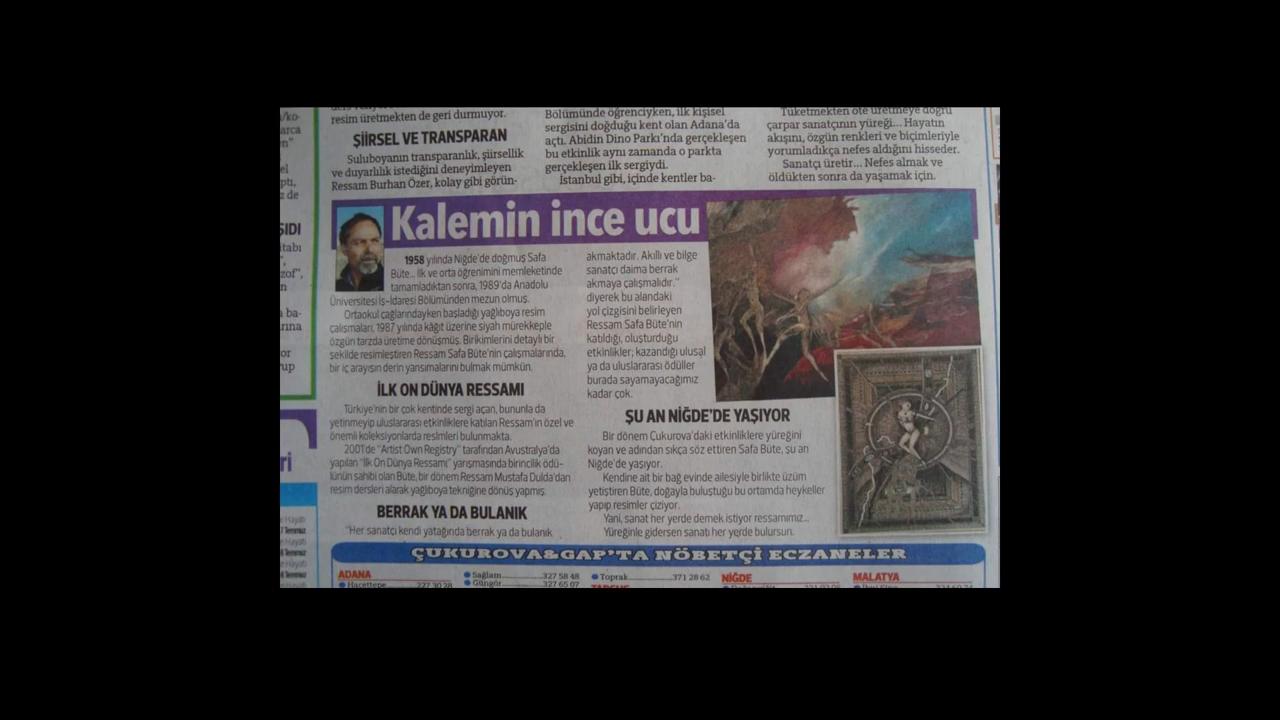 resim üretmekten de geri durmuyor.
ŞİİRSEL VE TRANSPARAN
Suluboyanın transparanlık, şiirsellik
ve duyarlılık istediğini deneyimleyen
Ressam Burhan Özer, kolay gibi görün-
Bölümünde öğrenciyken, ilk kişisel
sergisini doğduğu kent olan Adana'da
açtı. Abidin Dino Parkı'nda gerçekleşen
bu etkinlik aynı zamanda o parkta
gerçekleşen ilk sergiydi.
İstanbul gibi, içinde kentler ba-
Tüketmekten öte üretmeye doğru
çarpar sanatçının yüreği... Hayatın
akışını, özgün renkleri ve biçimleriyle
yorumladıkça nefes aldığını hisseder.
Sanatçı üretir... Nefes almak ve
öldükten sonra da yaşamak için.
Kalemin ince ucu
1958 yılında Niğde'de doğmuş Safa
Büte... İlk ve orta öğrenimini memleketinde
tamamladıktan sonra, 1989'da Anadolu
Üniversitesi İş-İdaresi Bölümünden mezun olmuş.
Ortaokul çağlarındayken başladığı yağlıboya resim
çalışmaları, 1987 yılında kâğıt üzerine siyah mürekkeple
özgün tarzda üretime dönüşmüş. Birikimlerini detaylı bir
şekilde resimleştiren Ressam Safa Büte'nin çalışmalarında,
bir iç arayışın derin yansımalarını bulmak mümkün.
İLK ON DÜNYA RESSAMI
Türkiye'nin bir çok kentinde sergi açan, bununla da
yetinmeyip uluslararası etkinliklere katılan Ressam'ın özel ve
önemli koleksiyonlarda resimleri bulunmakta.
2001'de "Artist Own Registry" tarafından Avustralya'da
yapılan "İlk On Dünya Ressamı" yarışmasında birincilik ödü-
lünün sahibi olan Büte, bir dönem Ressam Mustafa Dulda'dan
resim dersleri alarak yağlıboya tekniğine dönüş yapmış.
BERRAK YA DA BULANIK
"Her sanatçı kendi yatağında berrak ya da bulanık
akmaktadır. Akıllı ve bilge
sanatçı daima berrak
akmaya çalışmalıdır."
diyerek bu alandaki
yol çizgisini belirleyen
Ressam Safa Büte'nin
katıldığı, oluşturduğu
etkinlikler; kazandığı ulusal
ya da uluslararası ödüller
burada sayamayacağımız
kadar çok.
ŞU AN NİĞDE'DE YAŞIYOR
Bir dönem Çukurova'daki etkinliklere yüreğini
koyan ve adından sıkça söz ettiren Safa Büte, şu an
Niğde'de yaşıyor.
Kendine ait bir bağ evinde ailesiyle birlikte üzüm
yetiştiren Büte, doğayla buluştuğu bu ortamda heykeller
yapıp resimler çiziyor.
Yani, sanat her yerde demek istiyor ressamımız...
Yüreğinle gidersen sanatı her yerde bulursun.
ÇUKUROVA&GAP'TA NÖBETÇİ ECZANELER
ADANA
Hacettepe 227 30 28
Sağlam 327 58 48
Güngör 327 65 07
Toprak 371 28 62
TARSUS
NİĞDE
MALATYA